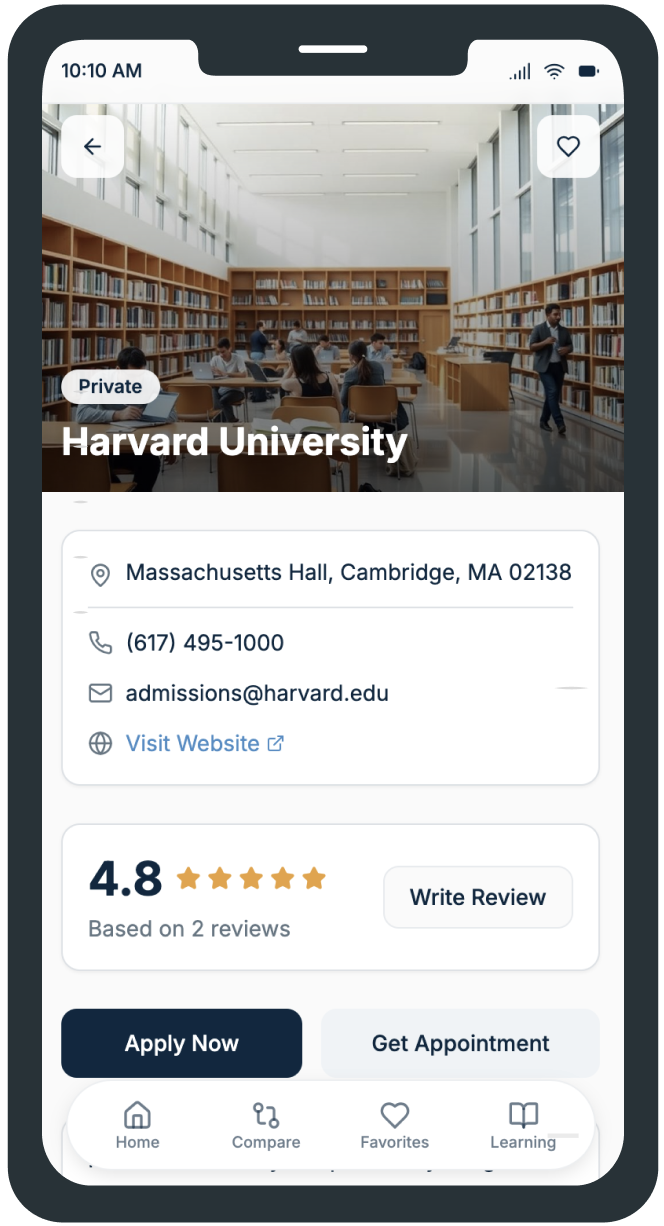 10:10 AM
Private
Harvard University
Massachusetts Hall, Cambridge, MA 02138
(617) 495-1000
admissions@harvard.edu
Visit Website
4.8
Based on 2 reviews
Write Review
Apply Now
Get Appointment
Home
Compare
Favorites
Learning